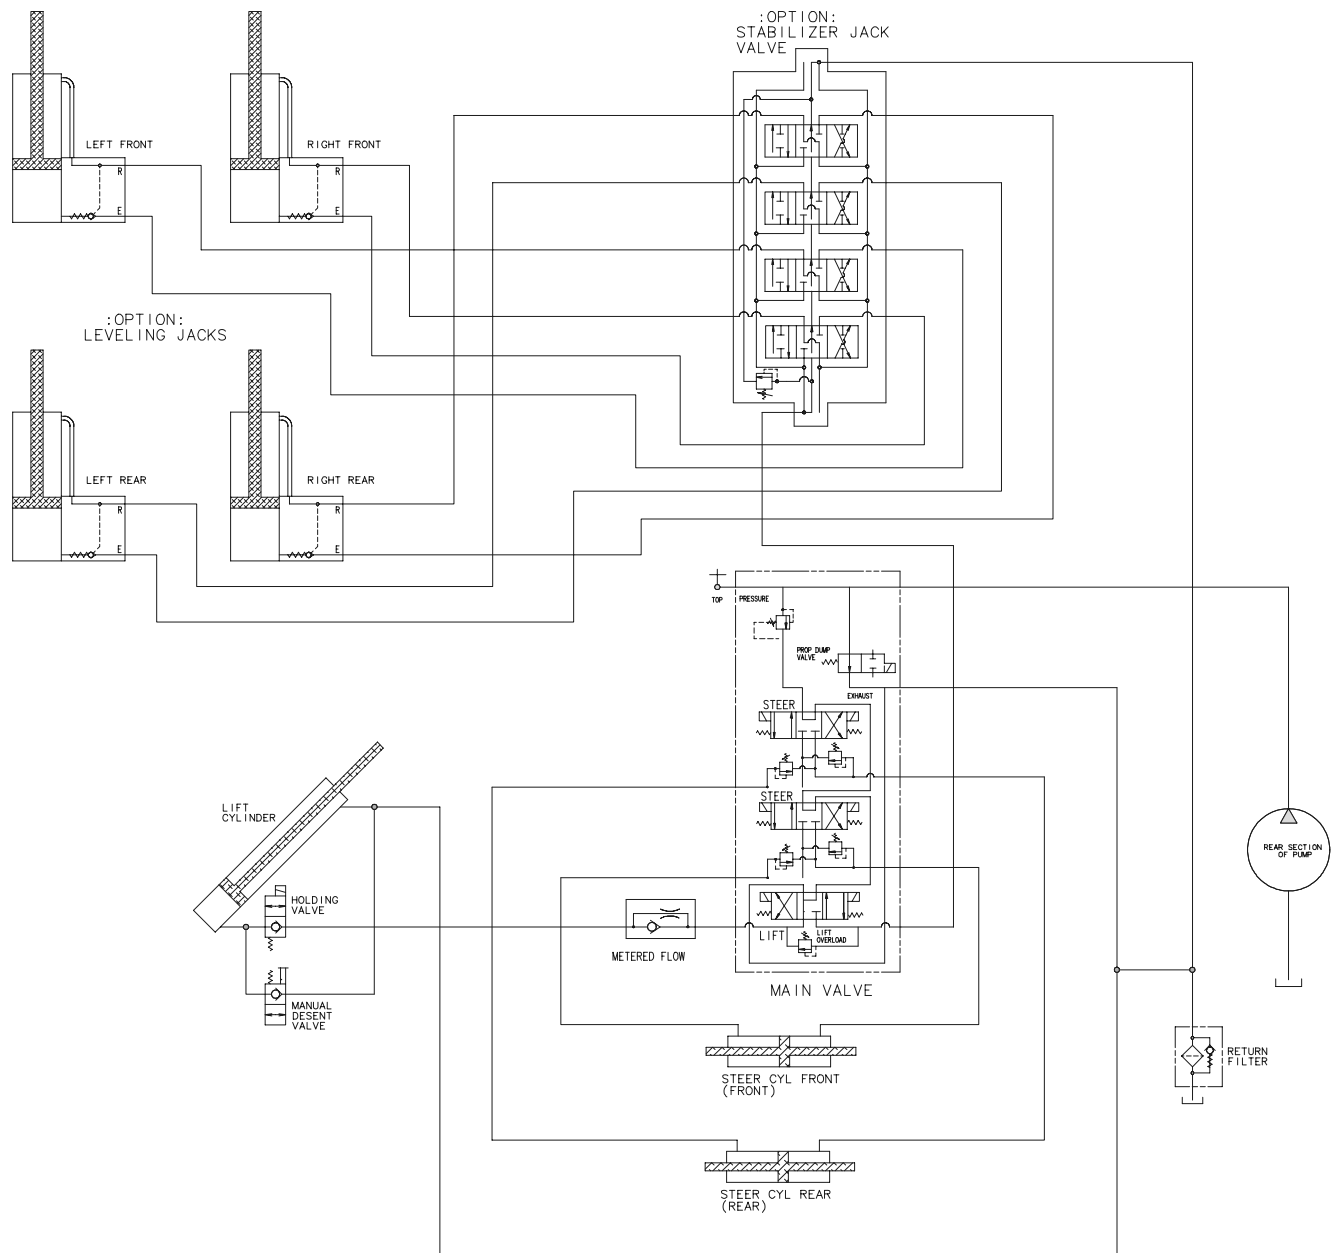 :OPTION:
STABILIZER JACK
VALVE
LEFT FRONT
R
E
RIGHT FRONT
R
E
:OPTION:
LEVELING JACKS
LEFT REAR
R
E
RIGHT REAR
R
E
TOP
PRESSURE
PROP DUMP
VALVE
EXHAUST
STEER
STEER
LIFT
LIFT
OVERLOAD
MAIN VALVE
LIFT
CYLINDER
HOLDING
VALVE
MANUAL
DESENT
VALVE
METERED FLOW
REAR SECTION
OF PUMP
RETURN
FILTER
STEER CYL FRONT
(FRONT)
STEER CYL REAR
(REAR)